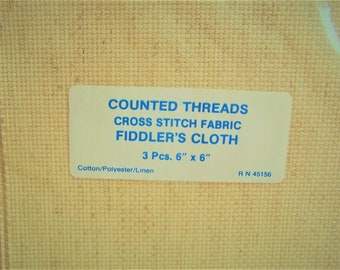 COUNTED THREADS
CROSS STITCH FABRIC
FIDDLER'S CLOTH
3 Pcs. 6" x 6"
Cotton/Polyester/Linen R N 45156